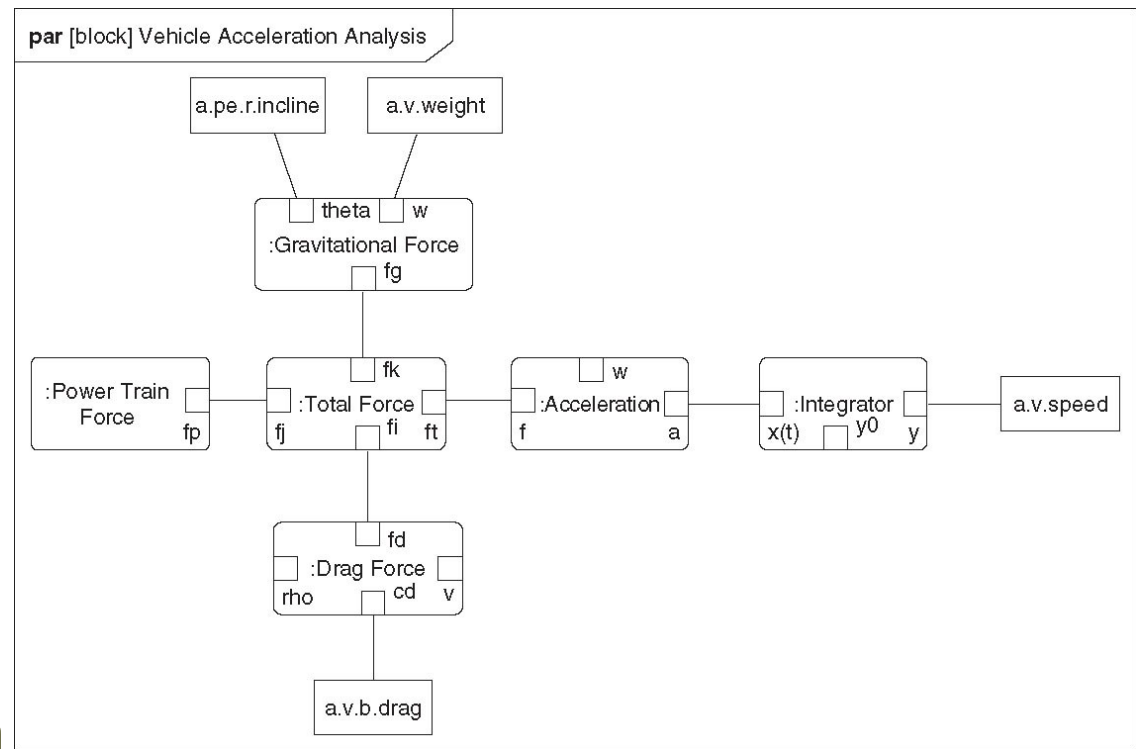 par [block] Vehicle Acceleration Analysis
a.pe.r.incline
a.v.weight
theta
w
:Gravitational Force
fg
:Power Train
Force
fp
fk
:Total Force
fj
fi
ft
w
:Acceleration
f
a
:Integrator
x(t)
y0
y
a.v.speed
fd
:Drag Force
rho
cd
v
a.v.b.drag